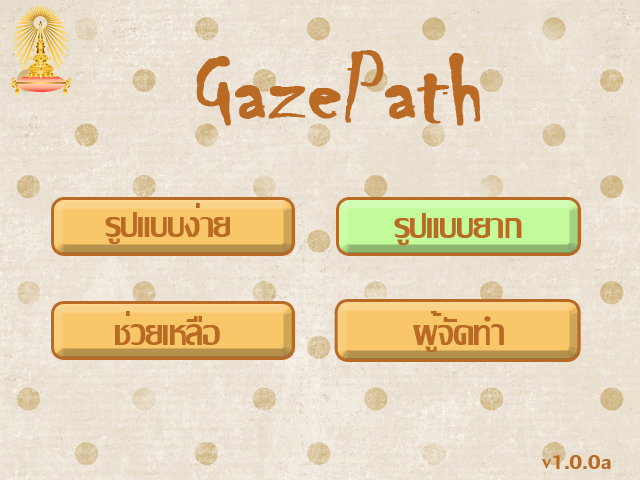 GazePath
รูปแบบง่าย
รูปแบบยาก
ช่วยเหลือ
ผู้จัดทำ
v1.0.0a